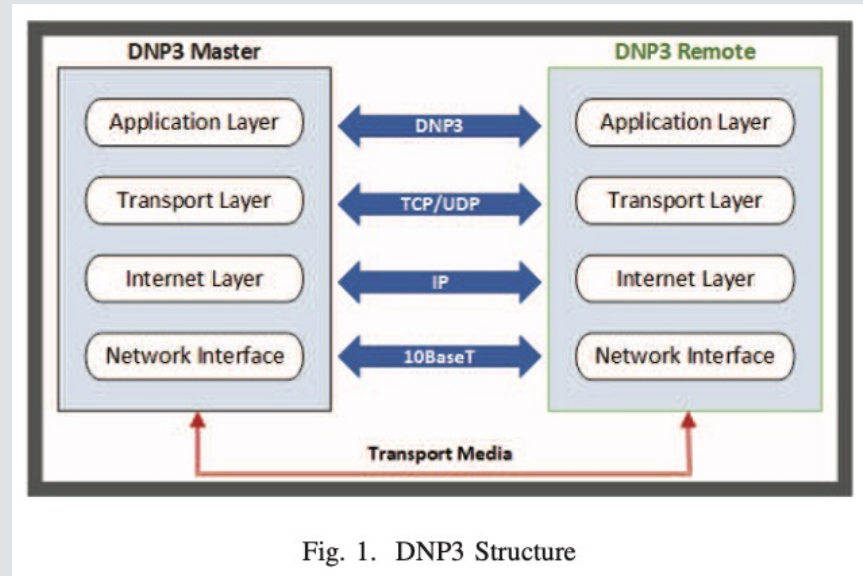 DNP3 Master
DNP3 Remote
Application Layer
DNP3
Application Layer
Transport Layer
TCP/UDP
Transport Layer
Internet Layer
IP
Internet Layer
Network Interface
10BaseT
Network Interface
Transport Media
Fig. 1. DNP3 Structure